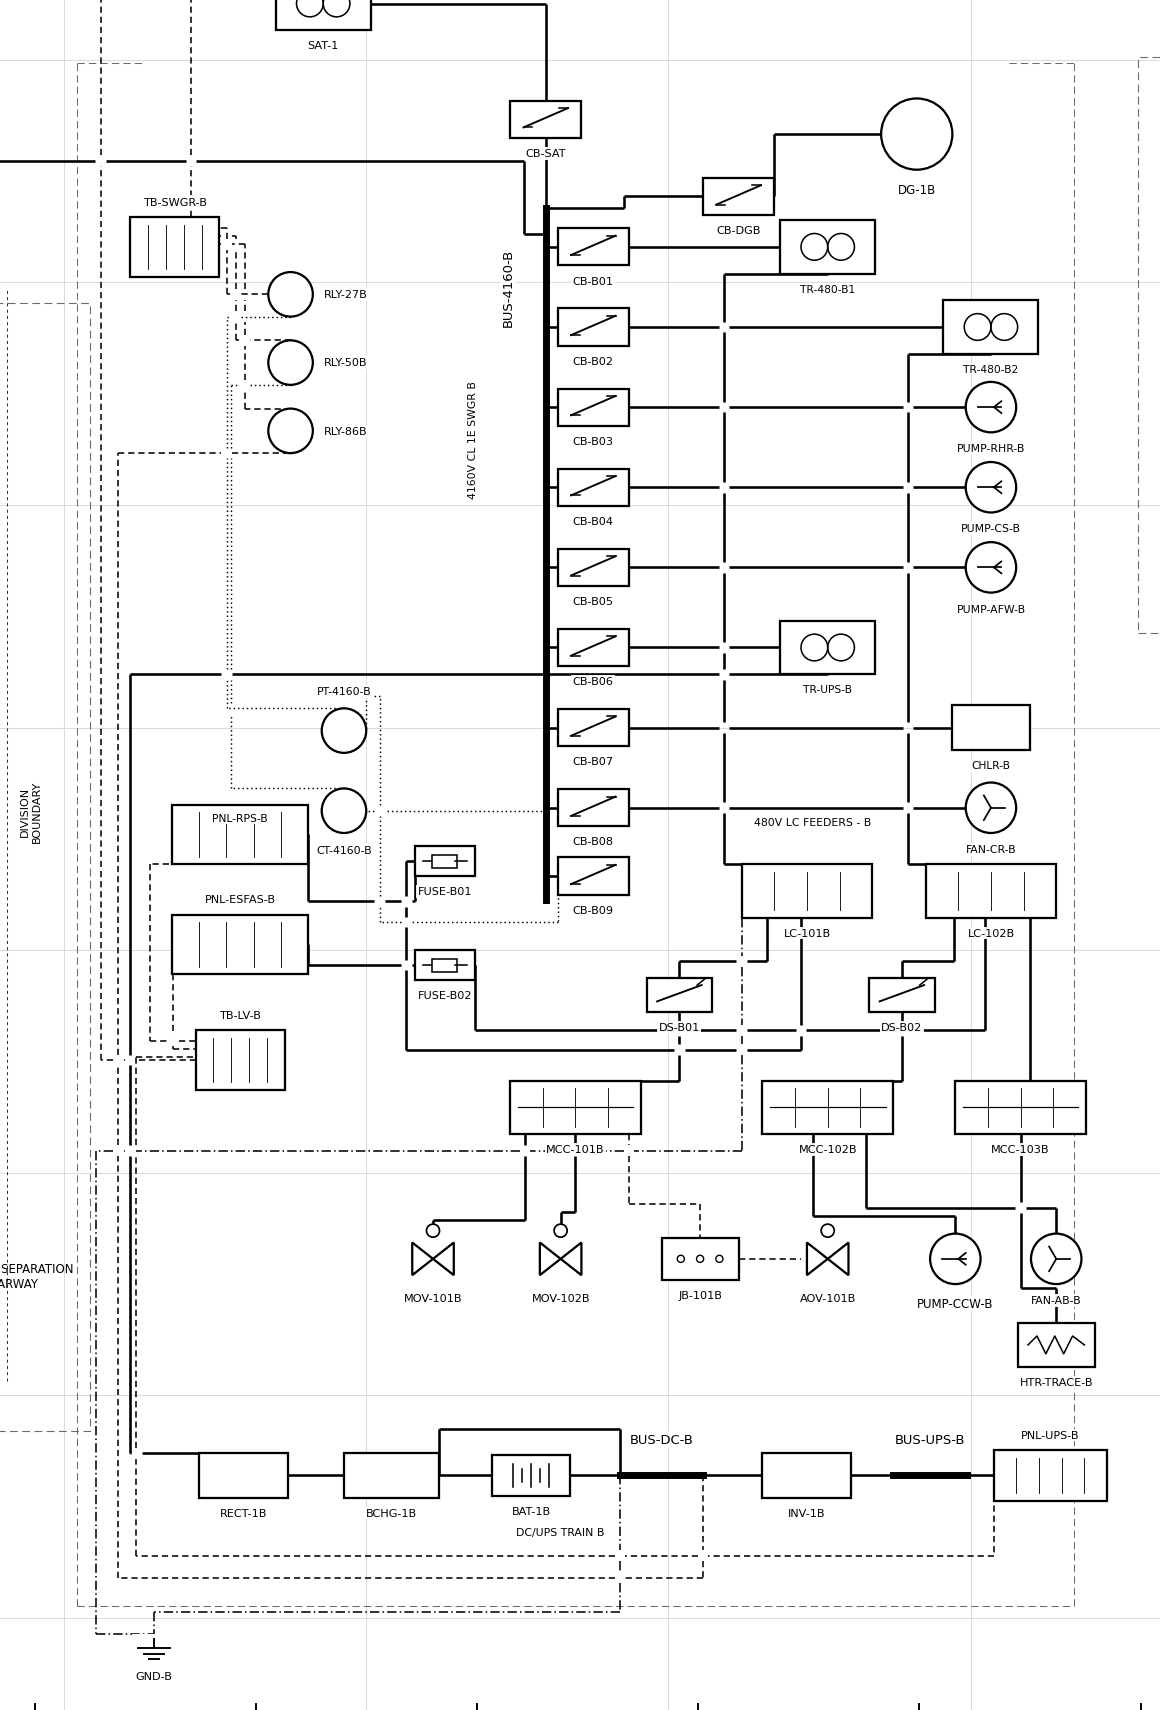 SAT-1
CB-SAT
DG-1B
CB-DGB
TB-SWGR-B
BUS-4160-B
CB-B01
TR-480-B1
RLY-27B
CB-B02
TR-480-B2
RLY-50B
4160V CL 1E SWGR B
RLY-86B
CB-B03
PUMP-RHR-B
CB-B04
PUMP-CS-B
CB-B05
PUMP-AFW-B
CB-B06
TR-UPS-B
PT-4160-B
CB-B07
CHLR-B
DIVISION
BOUNDARY
PNL-RPS-B
480V LC FEEDERS - B
CT-4160-B
CB-B08
FAN-CR-B
FUSE-B01
PNL-ESFAS-B
CB-B09
LC-101B
LC-102B
FUSE-B02
TB-LV-B
DS-B01
DS-B02
MCC-101B
MCC-102B
MCC-103B
SEPARATION
ARWAY
MOV-101B
MOV-102B
JB-101B
AOV-101B
PUMP-CCW-B
FAN-AB-B
HTR-TRACE-B
BUS-DC-B
BUS-UPS-B
PNL-UPS-B
RECT-1B
BCHG-1B
BAT-1B
INV-1B
DC/UPS TRAIN B
GND-B